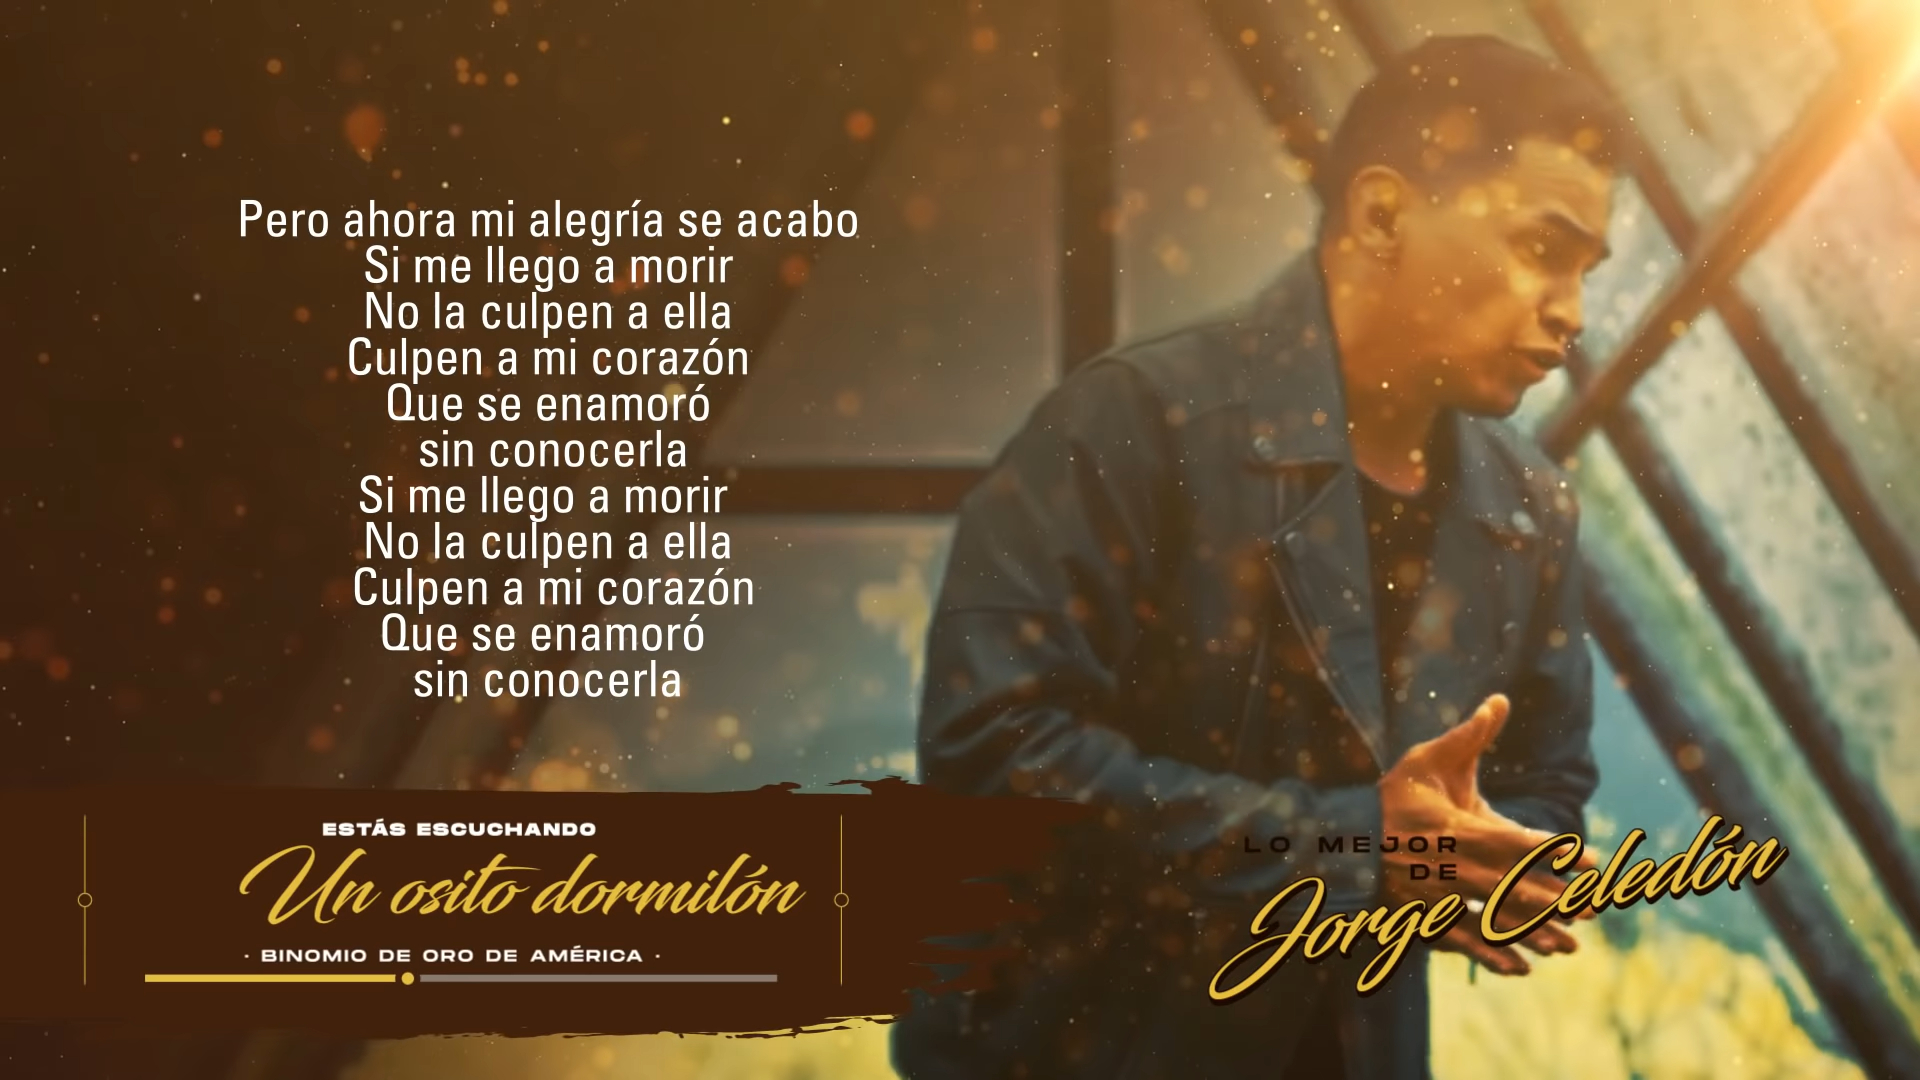 Pero ahora mi alegría se acabo
Si me llego a morir
No la culpen a ella
Culpen a mi corazón
Que se enamoró
sin conocerla
Si me llego a morir
No la culpen a ella
Culpen a mi corazón
Que se enamoró
sin conocerla
ESTÁS ESCUCHANDO
Un osito dormilón
· BINOMIO DE ORO DE AMÉRICA ·
LO MEJOR
DE
Jorge Celedón